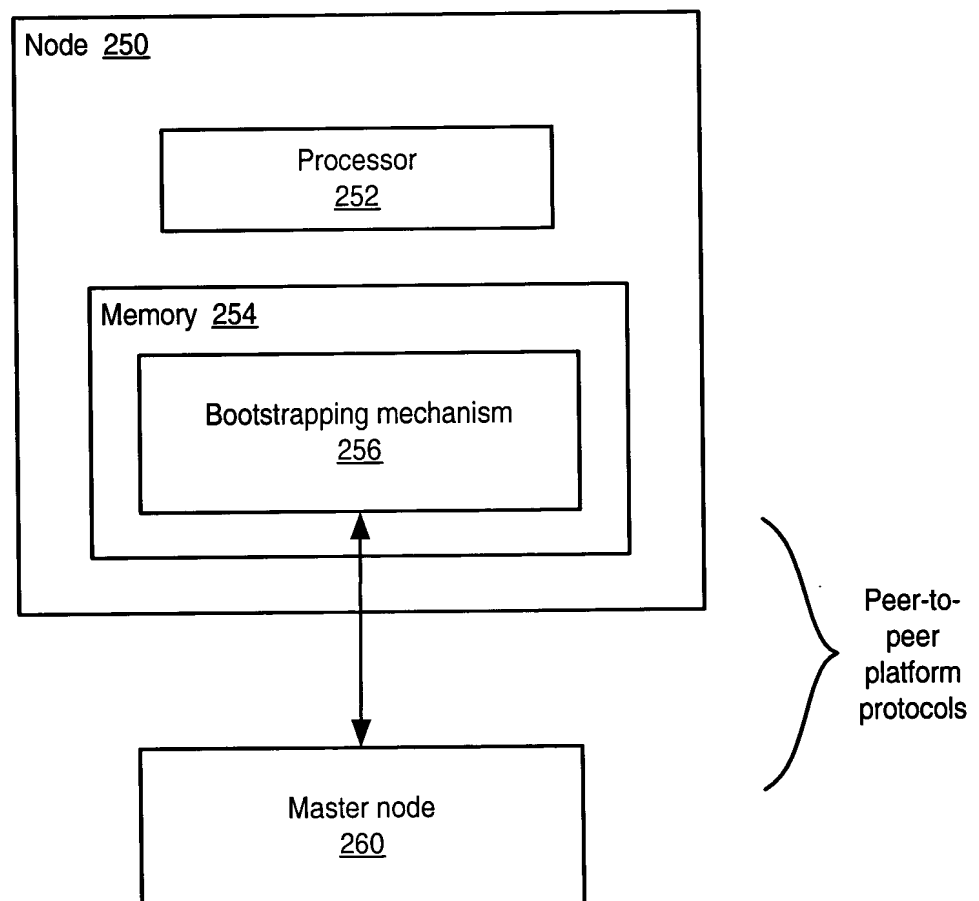 Node 250
Processor
252
Memory 254
Bootstrapping mechanism
256
Peer-to-
peer
platform
protocols
Master node
260